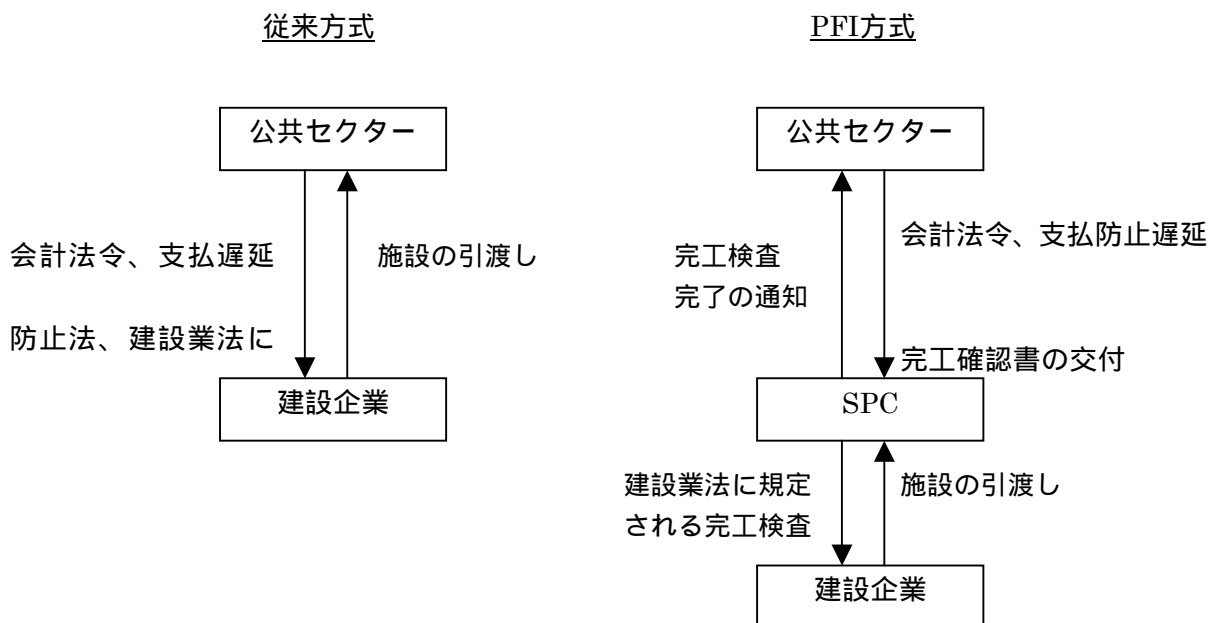 従来方式
公共セクター
会計法令、支払遅延
防止法、建設業法に
施設の引渡し
建設企業
PFI方式
公共セクター
完工検査
完了の通知
会計法令、支払防止遅延
完工確認書の交付
SPC
建設業法に規定
される完工検査
施設の引渡し
建設企業